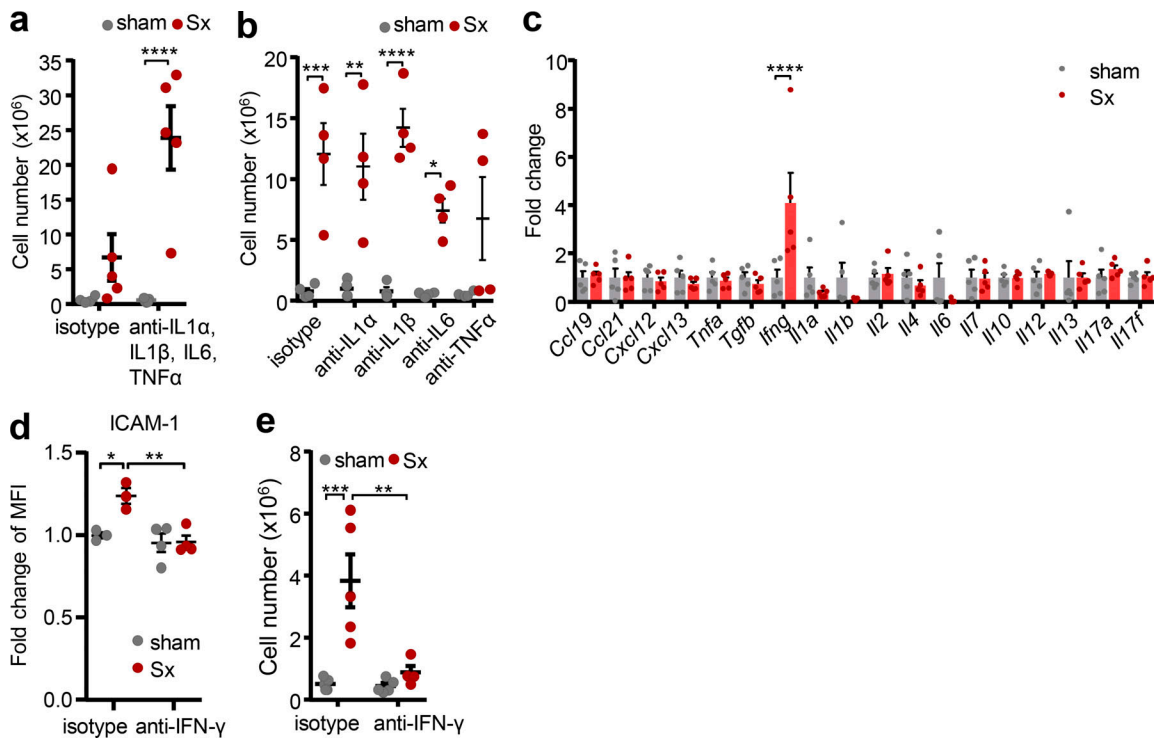 a
sham Sx
****
Cell number (x10⁶)
35
30
25
20
15
10
5
0
isotype
anti-IL1α,
IL1β, IL6,
TNFα
b
sham Sx
*** ** **** *
Cell number (x10⁶)
20
15
10
5
0
isotype
anti-IL1α
anti-IL1β
anti-IL6
anti-TNFα
c
****
sham
Sx
Fold change
10
8
6
4
2
0
Ccl19
Ccl21
Cxcl12
Cxcl13
Tnfa
Tgfb
Ifng
Il1a
Il1b
Il2
Il4
Il6
Il7
Il10
Il12
Il13
Il17a
Il17f
d
ICAM-1
* **
Fold change of MFI
1.5
1.0
0.5
0.0
sham
Sx
isotype anti-IFN-γ
e
sham Sx
*** **
Cell number (x10⁶)
8
6
4
2
0
isotype anti-IFN-γ